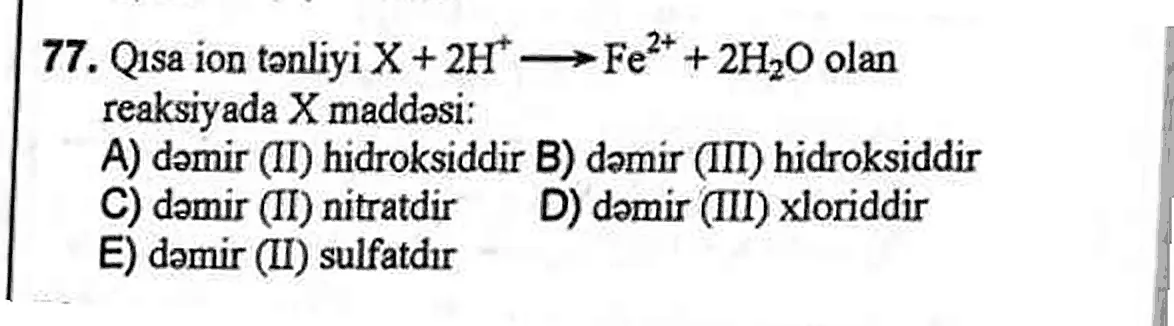 77. Qısa ion tənliyi X + 2H⁺ ⟶ Fe²⁺ + 2H₂O olan
reaksiyada X maddəsi:
A) dəmir (II) hidroksiddir B) dəmir (III) hidroksiddir
C) dəmir (II) nitratdir D) dəmir (III) xloriddir
E) dəmir (II) sulfatdır